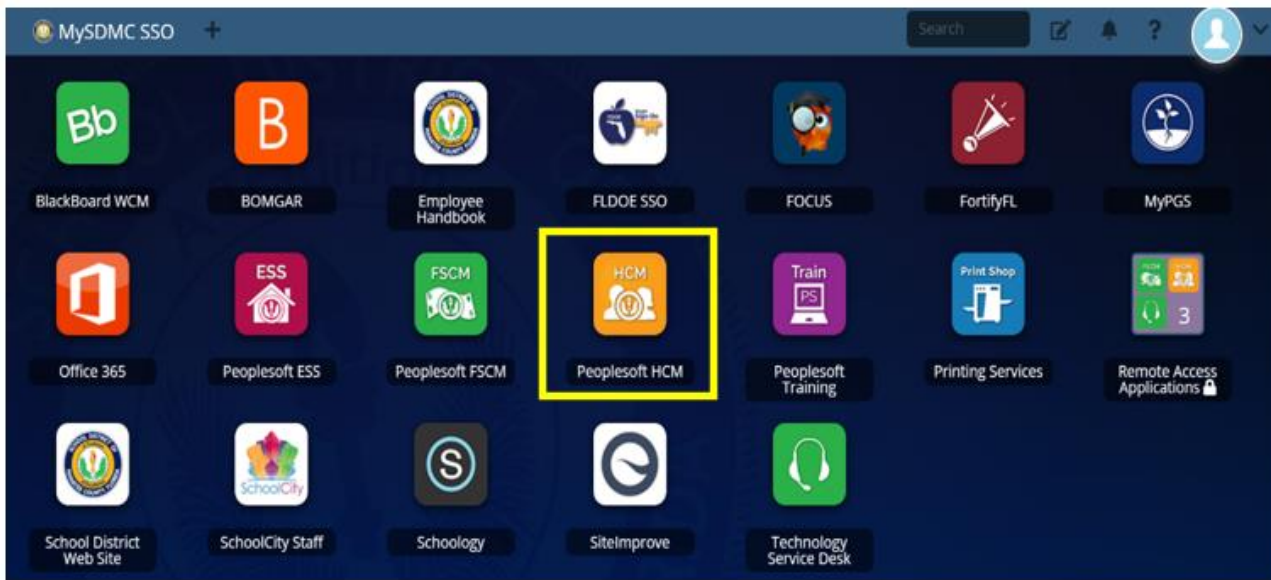 MySDMC SSO +
Search
?
Bb
B
BlackBoard WCM
BOMGAR
Employee
Handbook
FLDOE SSO
FOCUS
FortifyFL
MyPGS
ESS
FSCM
HCM
Train
PS
Print Shop
3
Office 365
Peoplesoft ESS
Peoplesoft FSCM
Peoplesoft HCM
Peoplesoft
Training
Printing Services
Remote Access
Applications
SchoolCity
S
School District
Web Site
SchoolCity Staff
Schoology
SiteImprove
Technology
Service Desk